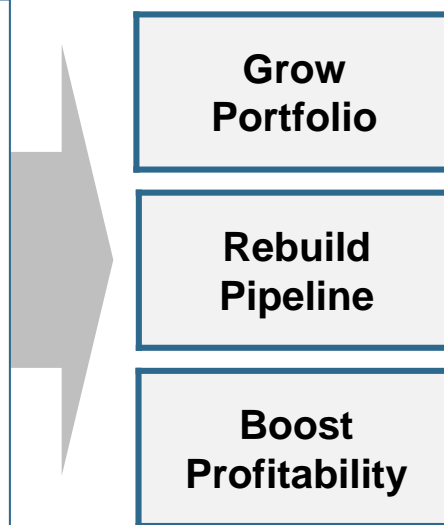 Grow
Portfolio
Rebuild
Pipeline
Boost
Profitability